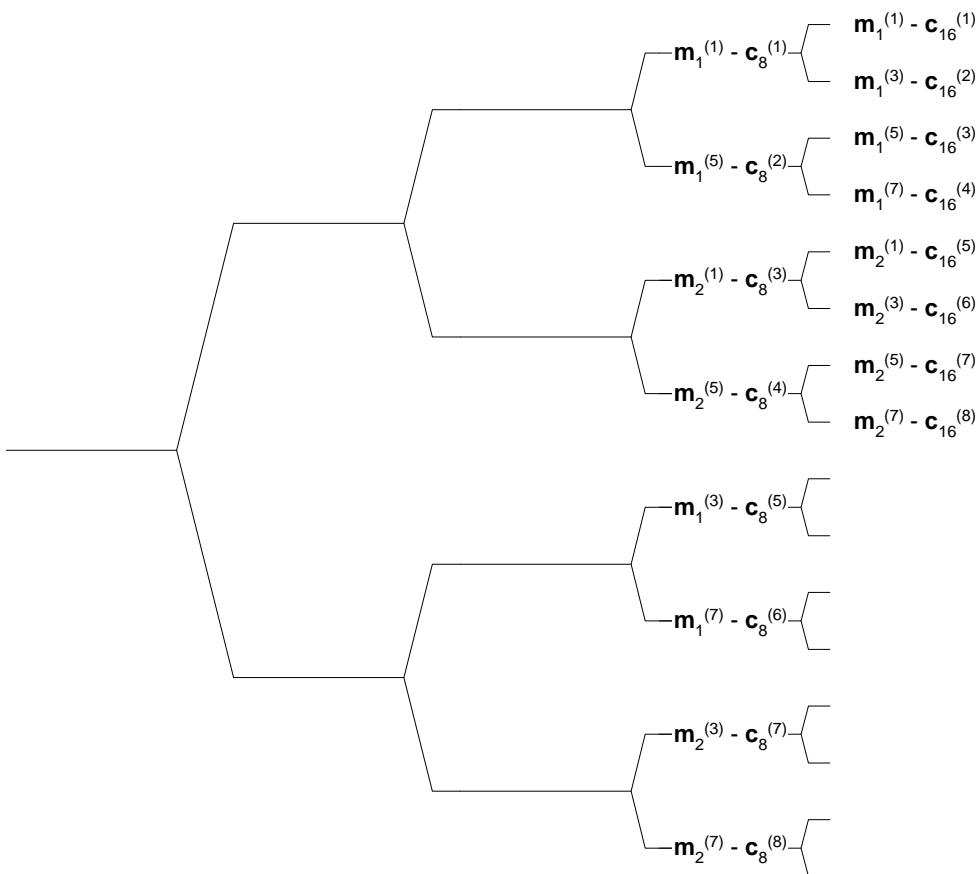 m₁⁽¹⁾ - c₈⁽¹⁾
m₁⁽⁵⁾ - c₈⁽²⁾
m₂⁽¹⁾ - c₈⁽³⁾
m₂⁽⁵⁾ - c₈⁽⁴⁾
m₁⁽³⁾ - c₈⁽⁵⁾
m₁⁽⁷⁾ - c₈⁽⁶⁾
m₂⁽³⁾ - c₈⁽⁷⁾
m₂⁽⁷⁾ - c₈⁽⁸⁾
m₁⁽¹⁾ - c₁₆⁽¹⁾
m₁⁽³⁾ - c₁₆⁽²⁾
m₁⁽⁵⁾ - c₁₆⁽³⁾
m₁⁽⁷⁾ - c₁₆⁽⁴⁾
m₂⁽¹⁾ - c₁₆⁽⁵⁾
m₂⁽³⁾ - c₁₆⁽⁶⁾
m₂⁽⁵⁾ - c₁₆⁽⁷⁾
m₂⁽⁷⁾ - c₁₆⁽⁸⁾